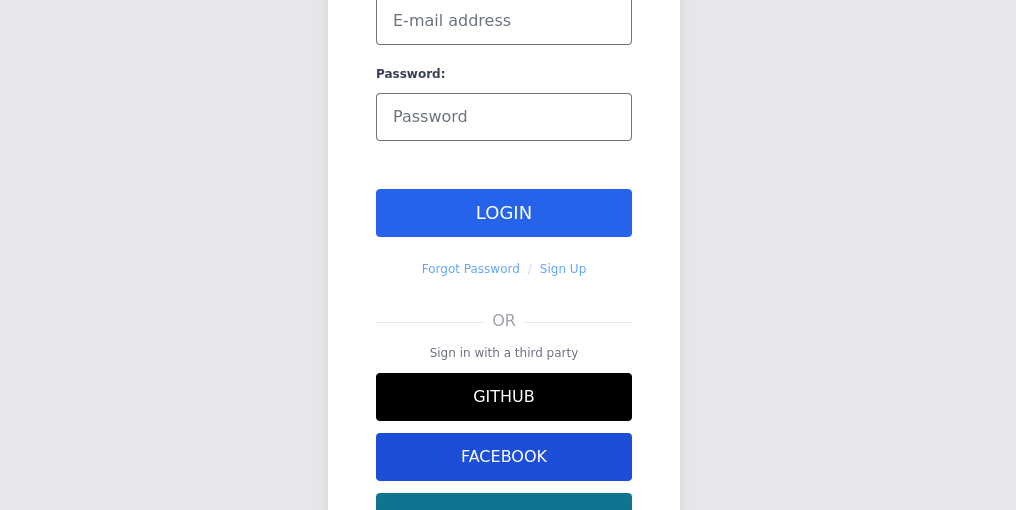 E-mail address
Password:
Password
LOGIN
Forgot Password / Sign Up
OR
Sign in with a third party
GITHUB
FACEBOOK